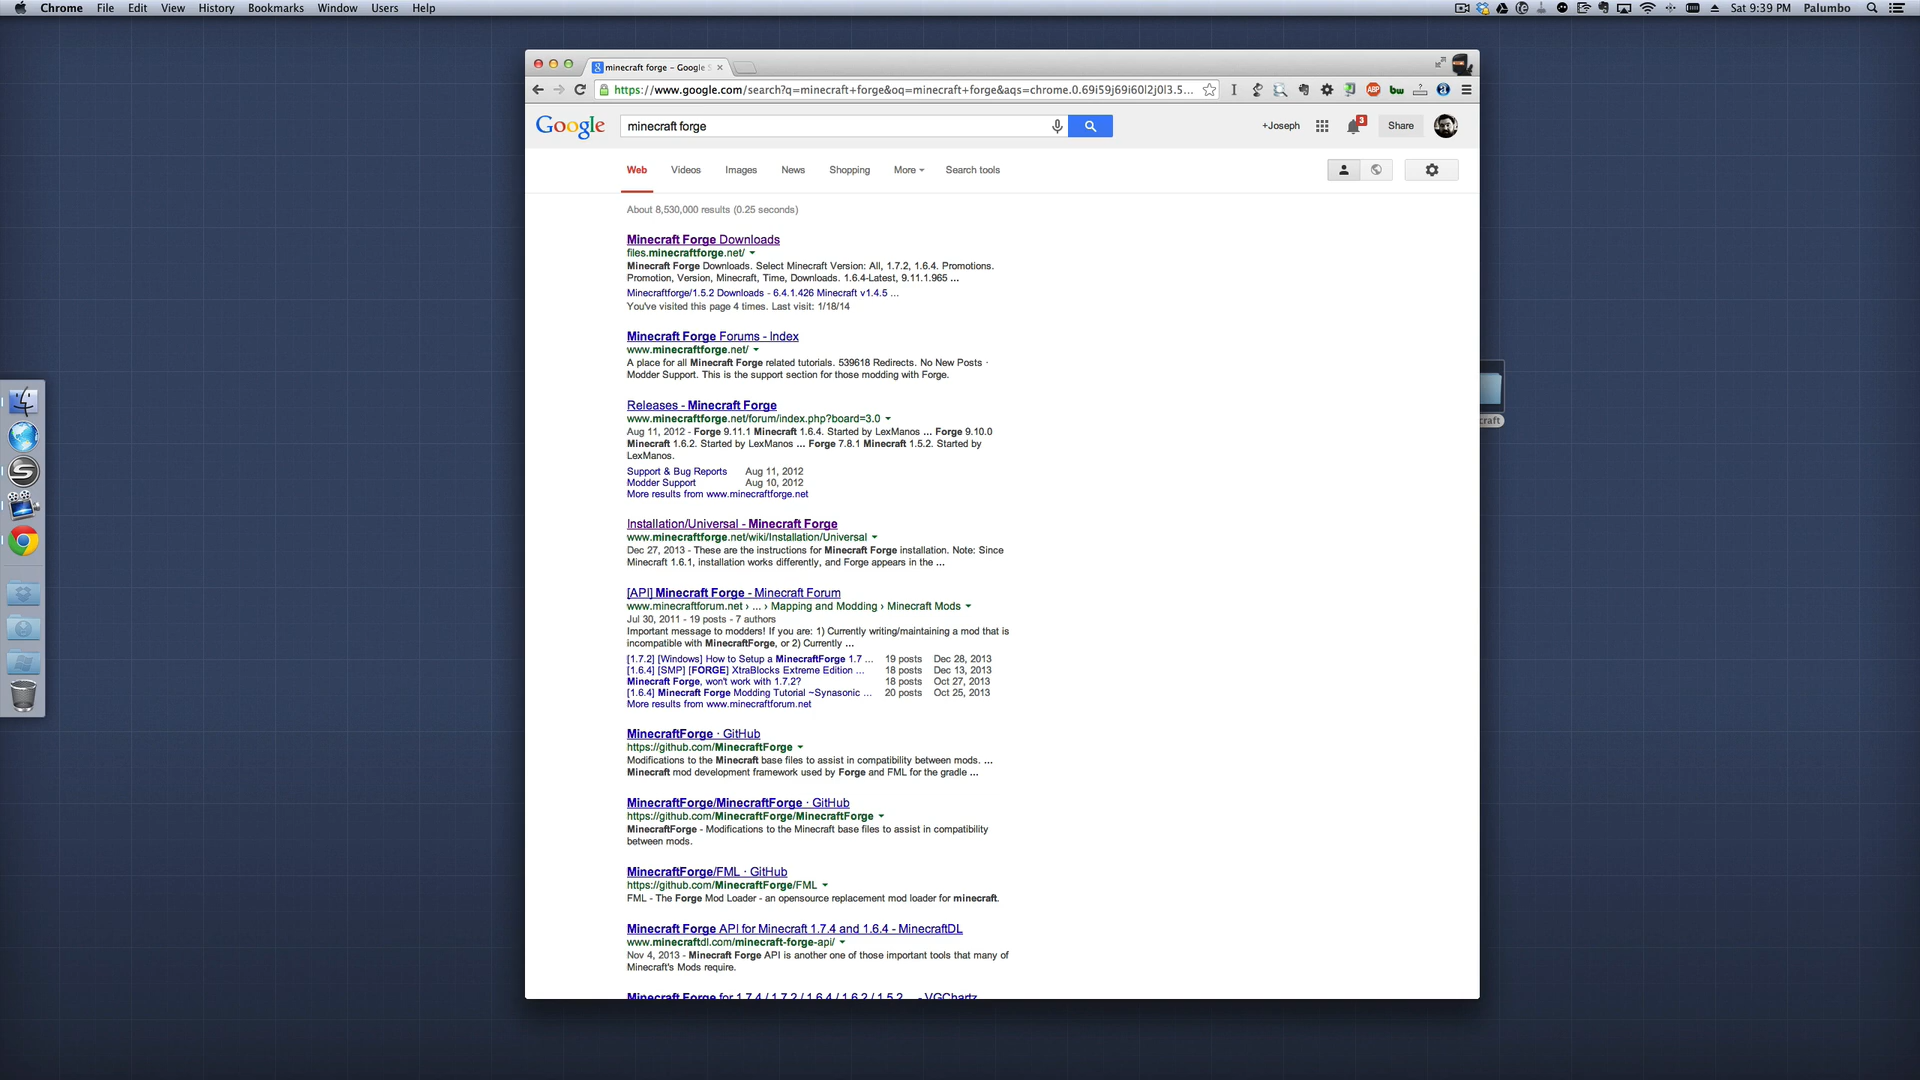 Chrome File Edit View History Bookmarks Window Users Help
Sat 9:39 PM Palumbo
minecraft forge – Google S
https://www.google.com/search?q=minecraft+forge&oq=minecraft+forge&aqs=chrome.0.69i59j69i60l2j0l3.5...
ABP
bw
Google
minecraft forge
+Joseph
3
Share
Web Videos Images News Shopping More Search tools
About 8,530,000 results (0.25 seconds)
Minecraft Forge Downloads
files.minecraftforge.net/
Minecraft Forge Downloads. Select Minecraft Version: All, 1.7.2, 1.6.4. Promotions.
Promotion, Version, Minecraft, Time, Downloads. 1.6.4-Latest, 9.11.1.965 ...
Minecraftforge/1.5.2 Downloads - 6.4.1.426 Minecraft v1.4.5 ...
You've visited this page 4 times. Last visit: 1/18/14
Minecraft Forge Forums - Index
www.minecraftforge.net/
A place for all Minecraft Forge related tutorials. 539618 Redirects. No New Posts ·
Modder Support. This is the support section for those modding with Forge.
Releases - Minecraft Forge
www.minecraftforge.net/forum/index.php?board=3.0
Aug 11, 2012 - Forge 9.11.1 Minecraft 1.6.4. Started by LexManos ... Forge 9.10.0
Minecraft 1.6.2. Started by LexManos ... Forge 7.8.1 Minecraft 1.5.2. Started by
LexManos.
Support & Bug Reports Aug 11, 2012
Modder Support Aug 10, 2012
More results from www.minecraftforge.net
Installation/Universal - Minecraft Forge
www.minecraftforge.net/wiki/Installation/Universal
Dec 27, 2013 - These are the instructions for Minecraft Forge installation. Note: Since
Minecraft 1.6.1, installation works differently, and Forge appears in the ...
[API] Minecraft Forge - Minecraft Forum
www.minecraftforum.net › ... › Mapping and Modding › Minecraft Mods
Jul 30, 2011 - 19 posts - 7 authors
Important message to modders! If you are: 1) Currently writing/maintaining a mod that is
incompatible with MinecraftForge, or 2) Currently ...
[1.7.2] [Windows] How to Setup a MinecraftForge 1.7 ... 19 posts Dec 28, 2013
[1.6.4] [SMP] [FORGE] XtraBlocks Extreme Edition ... 18 posts Dec 13, 2013
Minecraft Forge, won't work with 1.7.2? 18 posts Oct 27, 2013
[1.6.4] Minecraft Forge Modding Tutorial ~Synasonic ... 20 posts Oct 25, 2013
More results from www.minecraftforum.net
MinecraftForge · GitHub
https://github.com/MinecraftForge
Modifications to the Minecraft base files to assist in compatibility between mods. ...
Minecraft mod development framework used by Forge and FML for the gradle ...
MinecraftForge/MinecraftForge · GitHub
https://github.com/MinecraftForge/MinecraftForge
MinecraftForge - Modifications to the Minecraft base files to assist in compatibility
between mods.
MinecraftForge/FML · GitHub
https://github.com/MinecraftForge/FML
FML - The Forge Mod Loader - an opensource replacement mod loader for minecraft.
Minecraft Forge API for Minecraft 1.7.4 and 1.6.4 - MinecraftDL
www.minecraftdl.com/minecraft-forge-api/
Nov 4, 2013 - Minecraft Forge API is another one of those important tools that many of
Minecraft's Mods require.
Minecraft Forge for 1.7.4 / 1.7.2 / 1.6.4 / 1.6.2 / 1.5.2 ... - VGChartz
craft